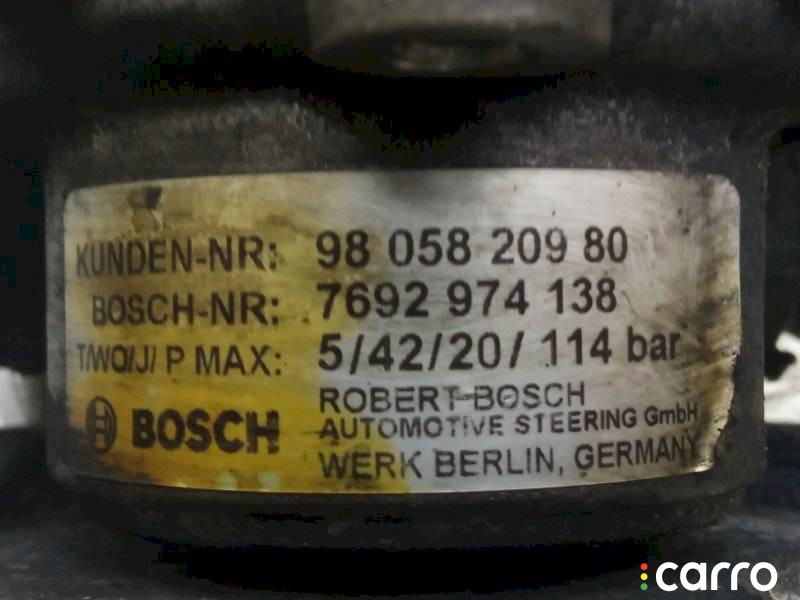 KUNDEN-NR: 98 058 209 80
BOSCH-NR: 7692 974 138
T/WO/J/ P MAX: 5/42/20/ 114 bar
BOSCH
ROBERT BOSCH
AUTOMOTIVE STEERING GmbH
WERK BERLIN, GERMANY
carro